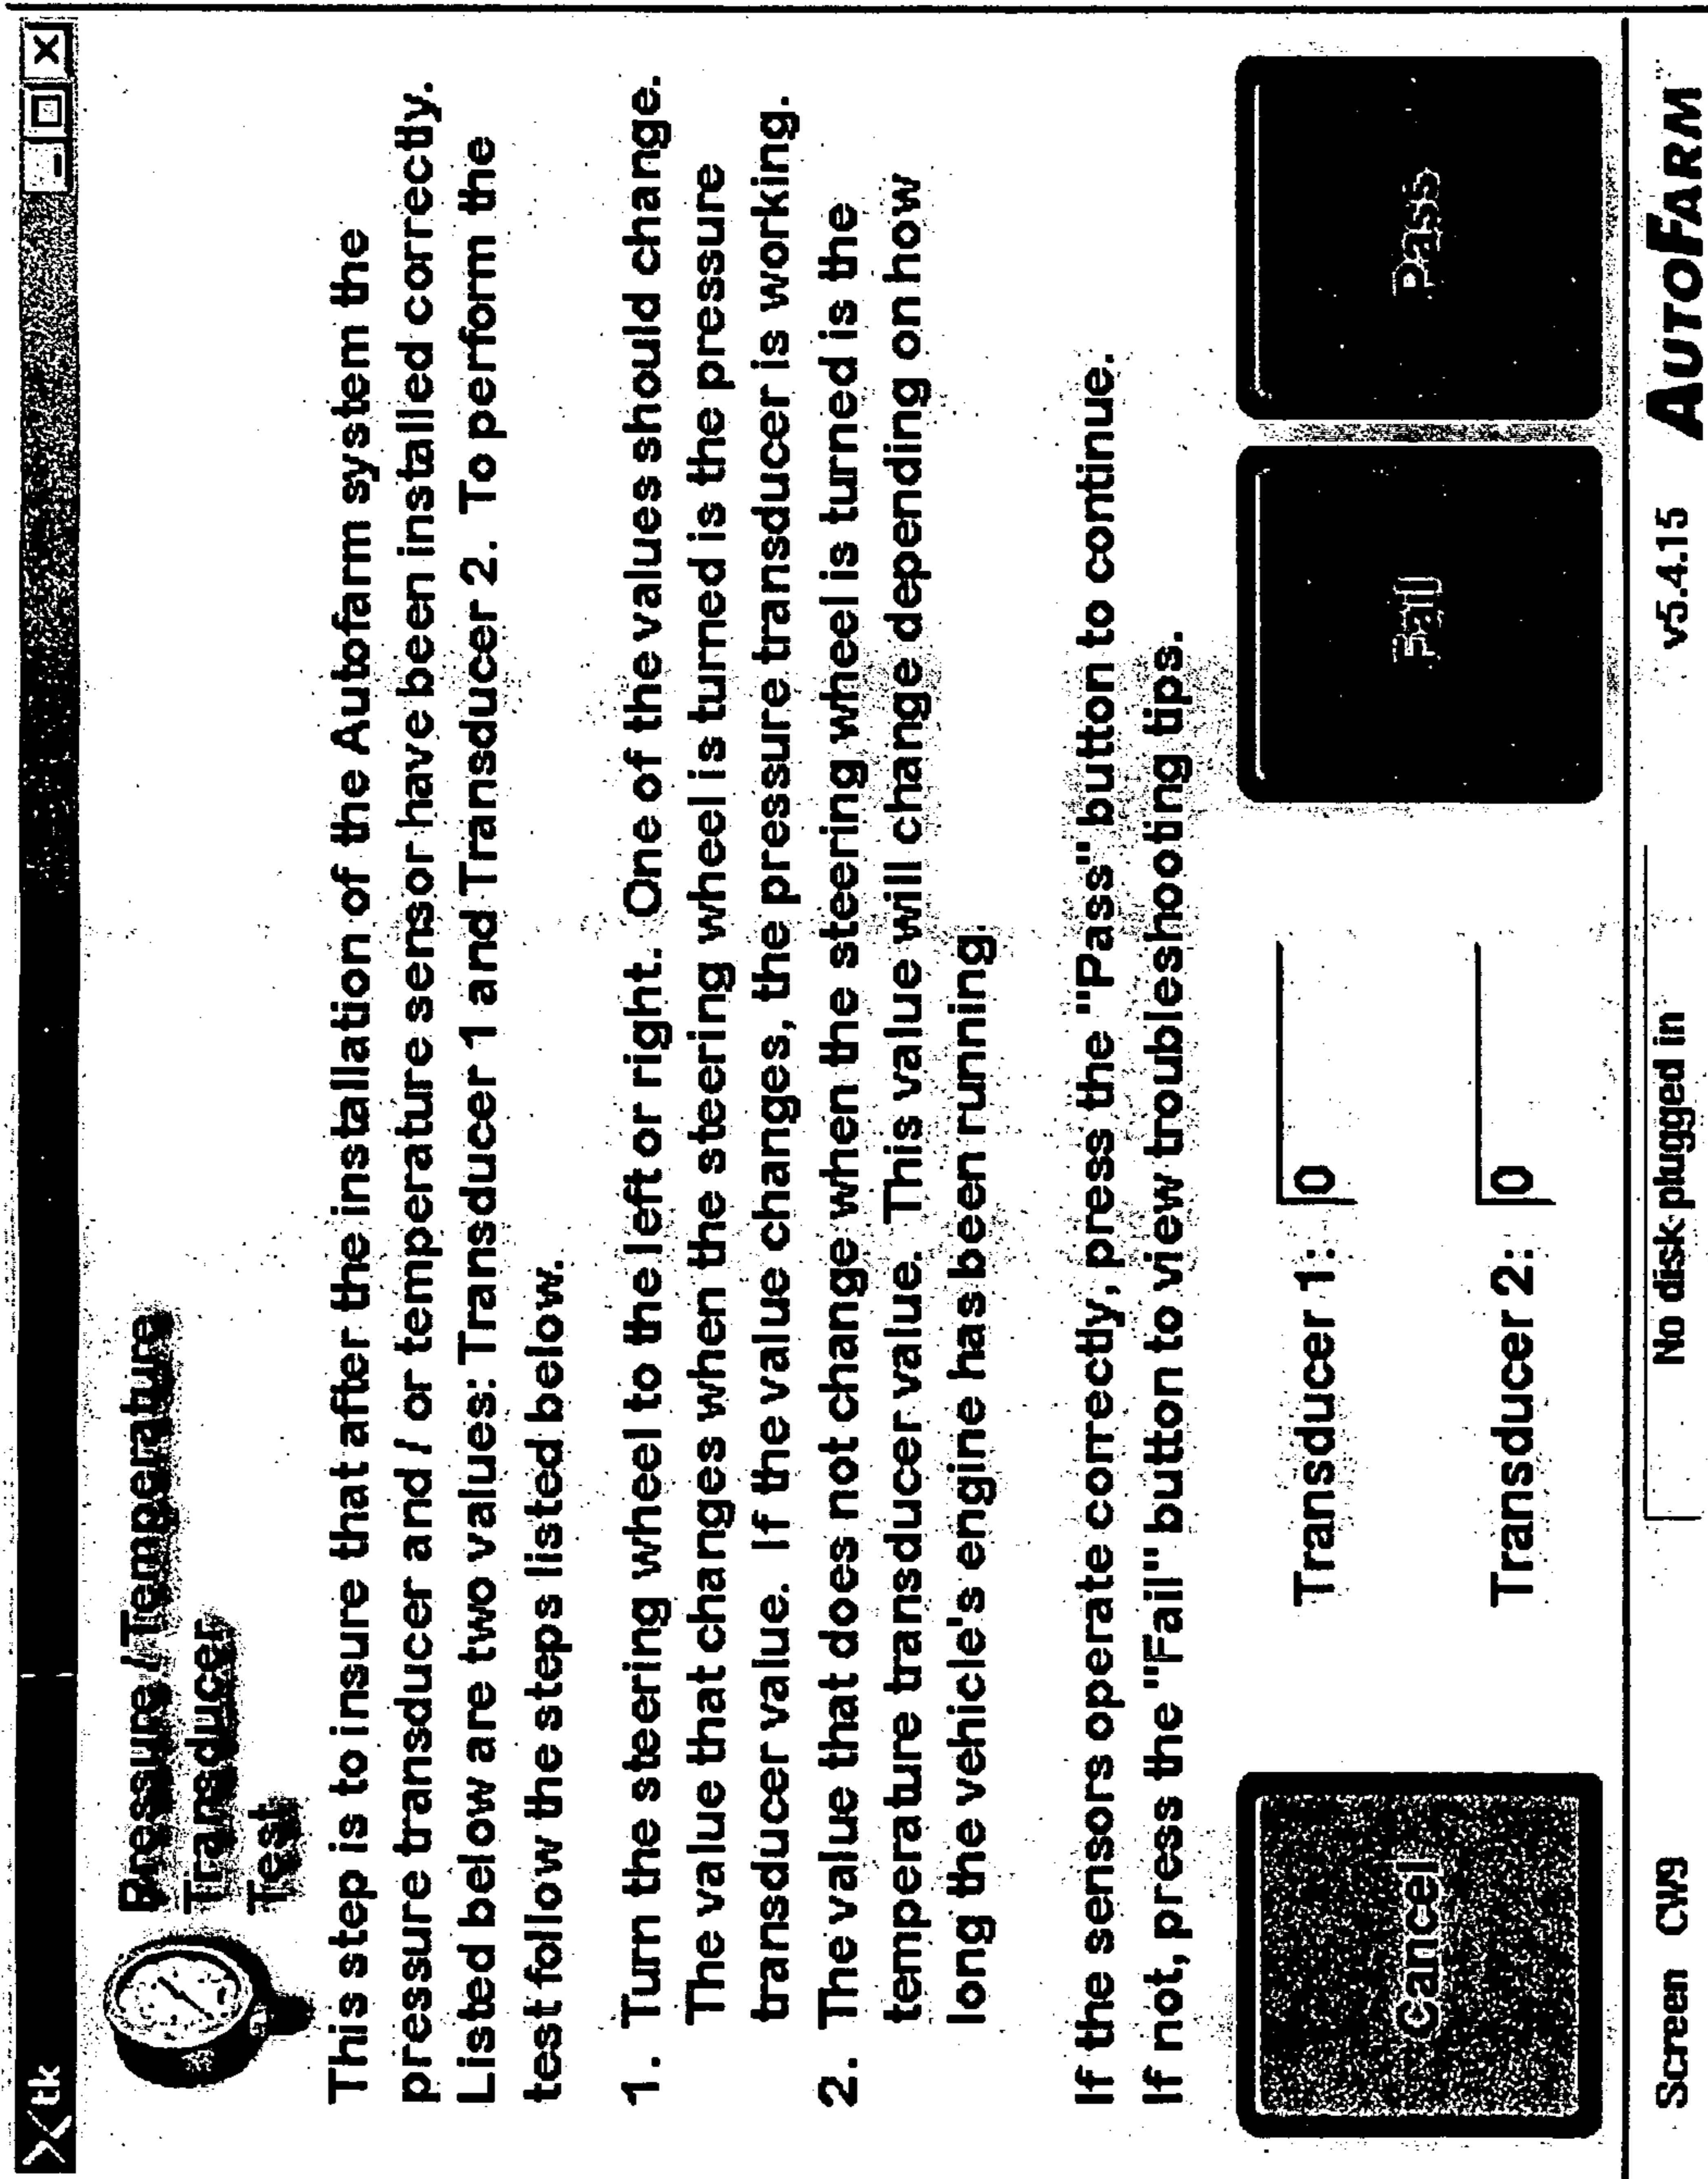 tk
Pressure / Temperature
Transducer
Test
This step is to insure that after the installation of the Autofarm system the
pressure transducer and / or temperature sensor have been installed correctly.
Listed below are two values: Transducer 1 and Transducer 2. To perform the
test follow the steps listed below.
1. Turn the steering wheel to the left or right. One of the values should change.
The value that changes when the steering wheel is turned is the pressure
transducer value. If the value changes, the pressure transducer is working.
2. The value that does not change when the steering wheel is turned is the
temperature transducer value. This value will change depending on how
long the vehicle's engine has been running.
If the sensors operate correctly, press the "Pass" button to continue.
If not, press the "Fail" button to view troubleshooting tips.
Cancel
Transducer 1: 0
Transducer 2: 0
Fail
Pass
Screen CW9
No disk plugged in
v5.4.15
AUTOFARM